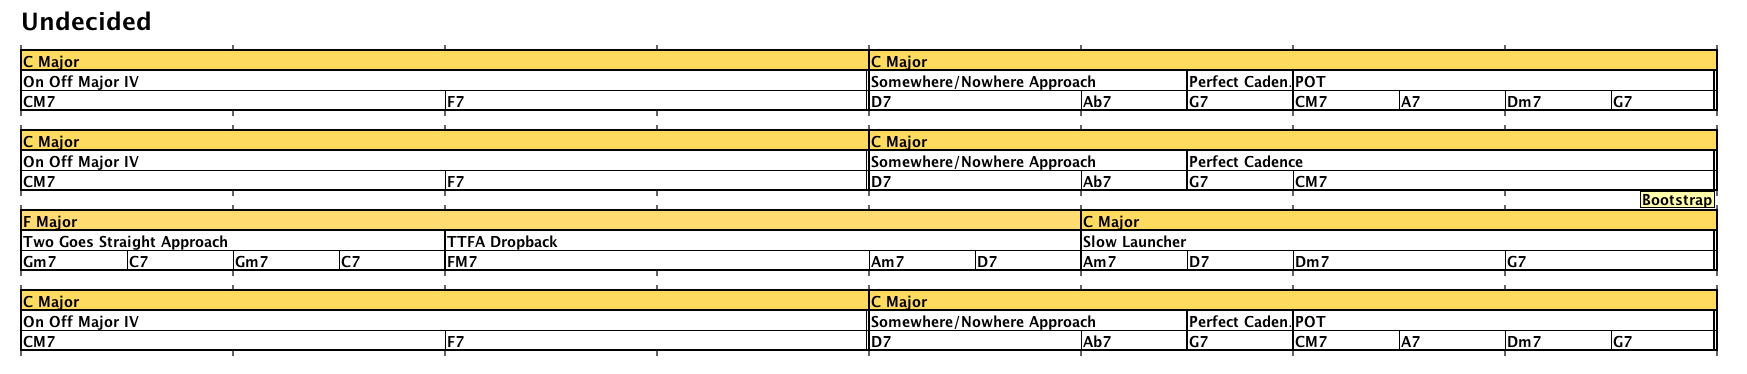 Undecided
C Major C Major
On Off Major IV Somewhere/Nowhere Approach Perfect Caden. POT
CM7 F7 D7 Ab7 G7 CM7 A7 Dm7 G7
C Major C Major
On Off Major IV Somewhere/Nowhere Approach Perfect Cadence
CM7 F7 D7 Ab7 G7 CM7
Bootstrap
F Major C Major
Two Goes Straight Approach TTFA Dropback Slow Launcher
Gm7 C7 Gm7 C7 FM7 Am7 D7 Am7 D7 Dm7 G7
C Major C Major
On Off Major IV Somewhere/Nowhere Approach Perfect Caden. POT
CM7 F7 D7 Ab7 G7 CM7 A7 Dm7 G7